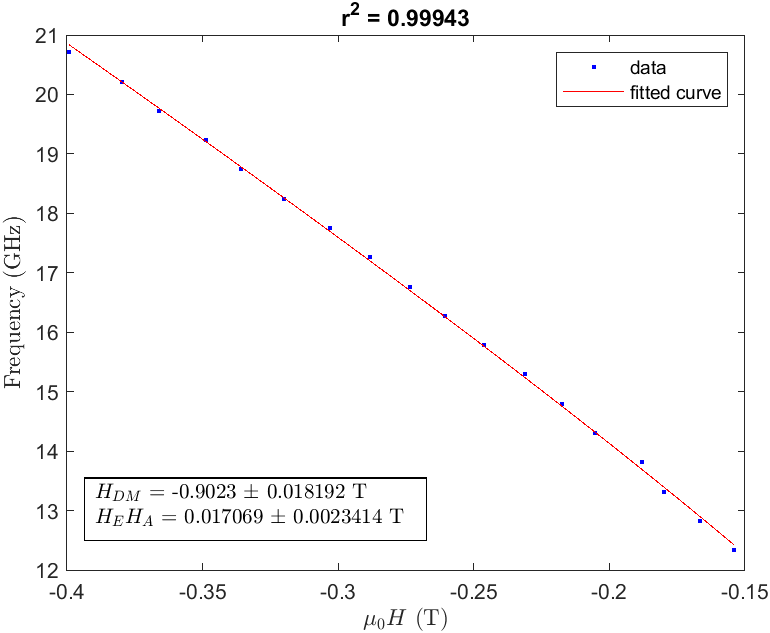 r² = 0.99943
21
20
19
18
17
16
15
14
13
12
Frequency (GHz)
data
fitted curve
H_DM = -0.9023 ± 0.018192 T
H_EH_A = 0.017069 ± 0.0023414 T
-0.4
-0.35
-0.3
-0.25
-0.2
-0.15
μ₀H (T)